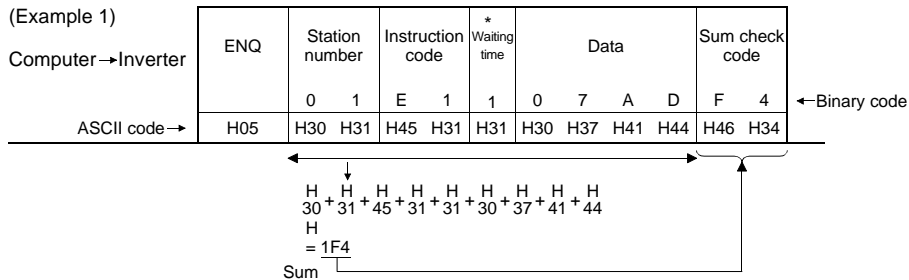 (Example 1)
Computer→Inverter
ENQ
Station number
Instruction code
* Waiting time
Data
Sum check code
0 1 E 1 1 0 7 A D F 4 ←Binary code
ASCII code→ H05 H30 H31 H45 H31 H31 H30 H37 H41 H44 H46 H34
H H H H H H H H H
30 + 31 + 45 + 31 + 31 + 30 + 37 + 41 + 44
H
= 1F4
Sum